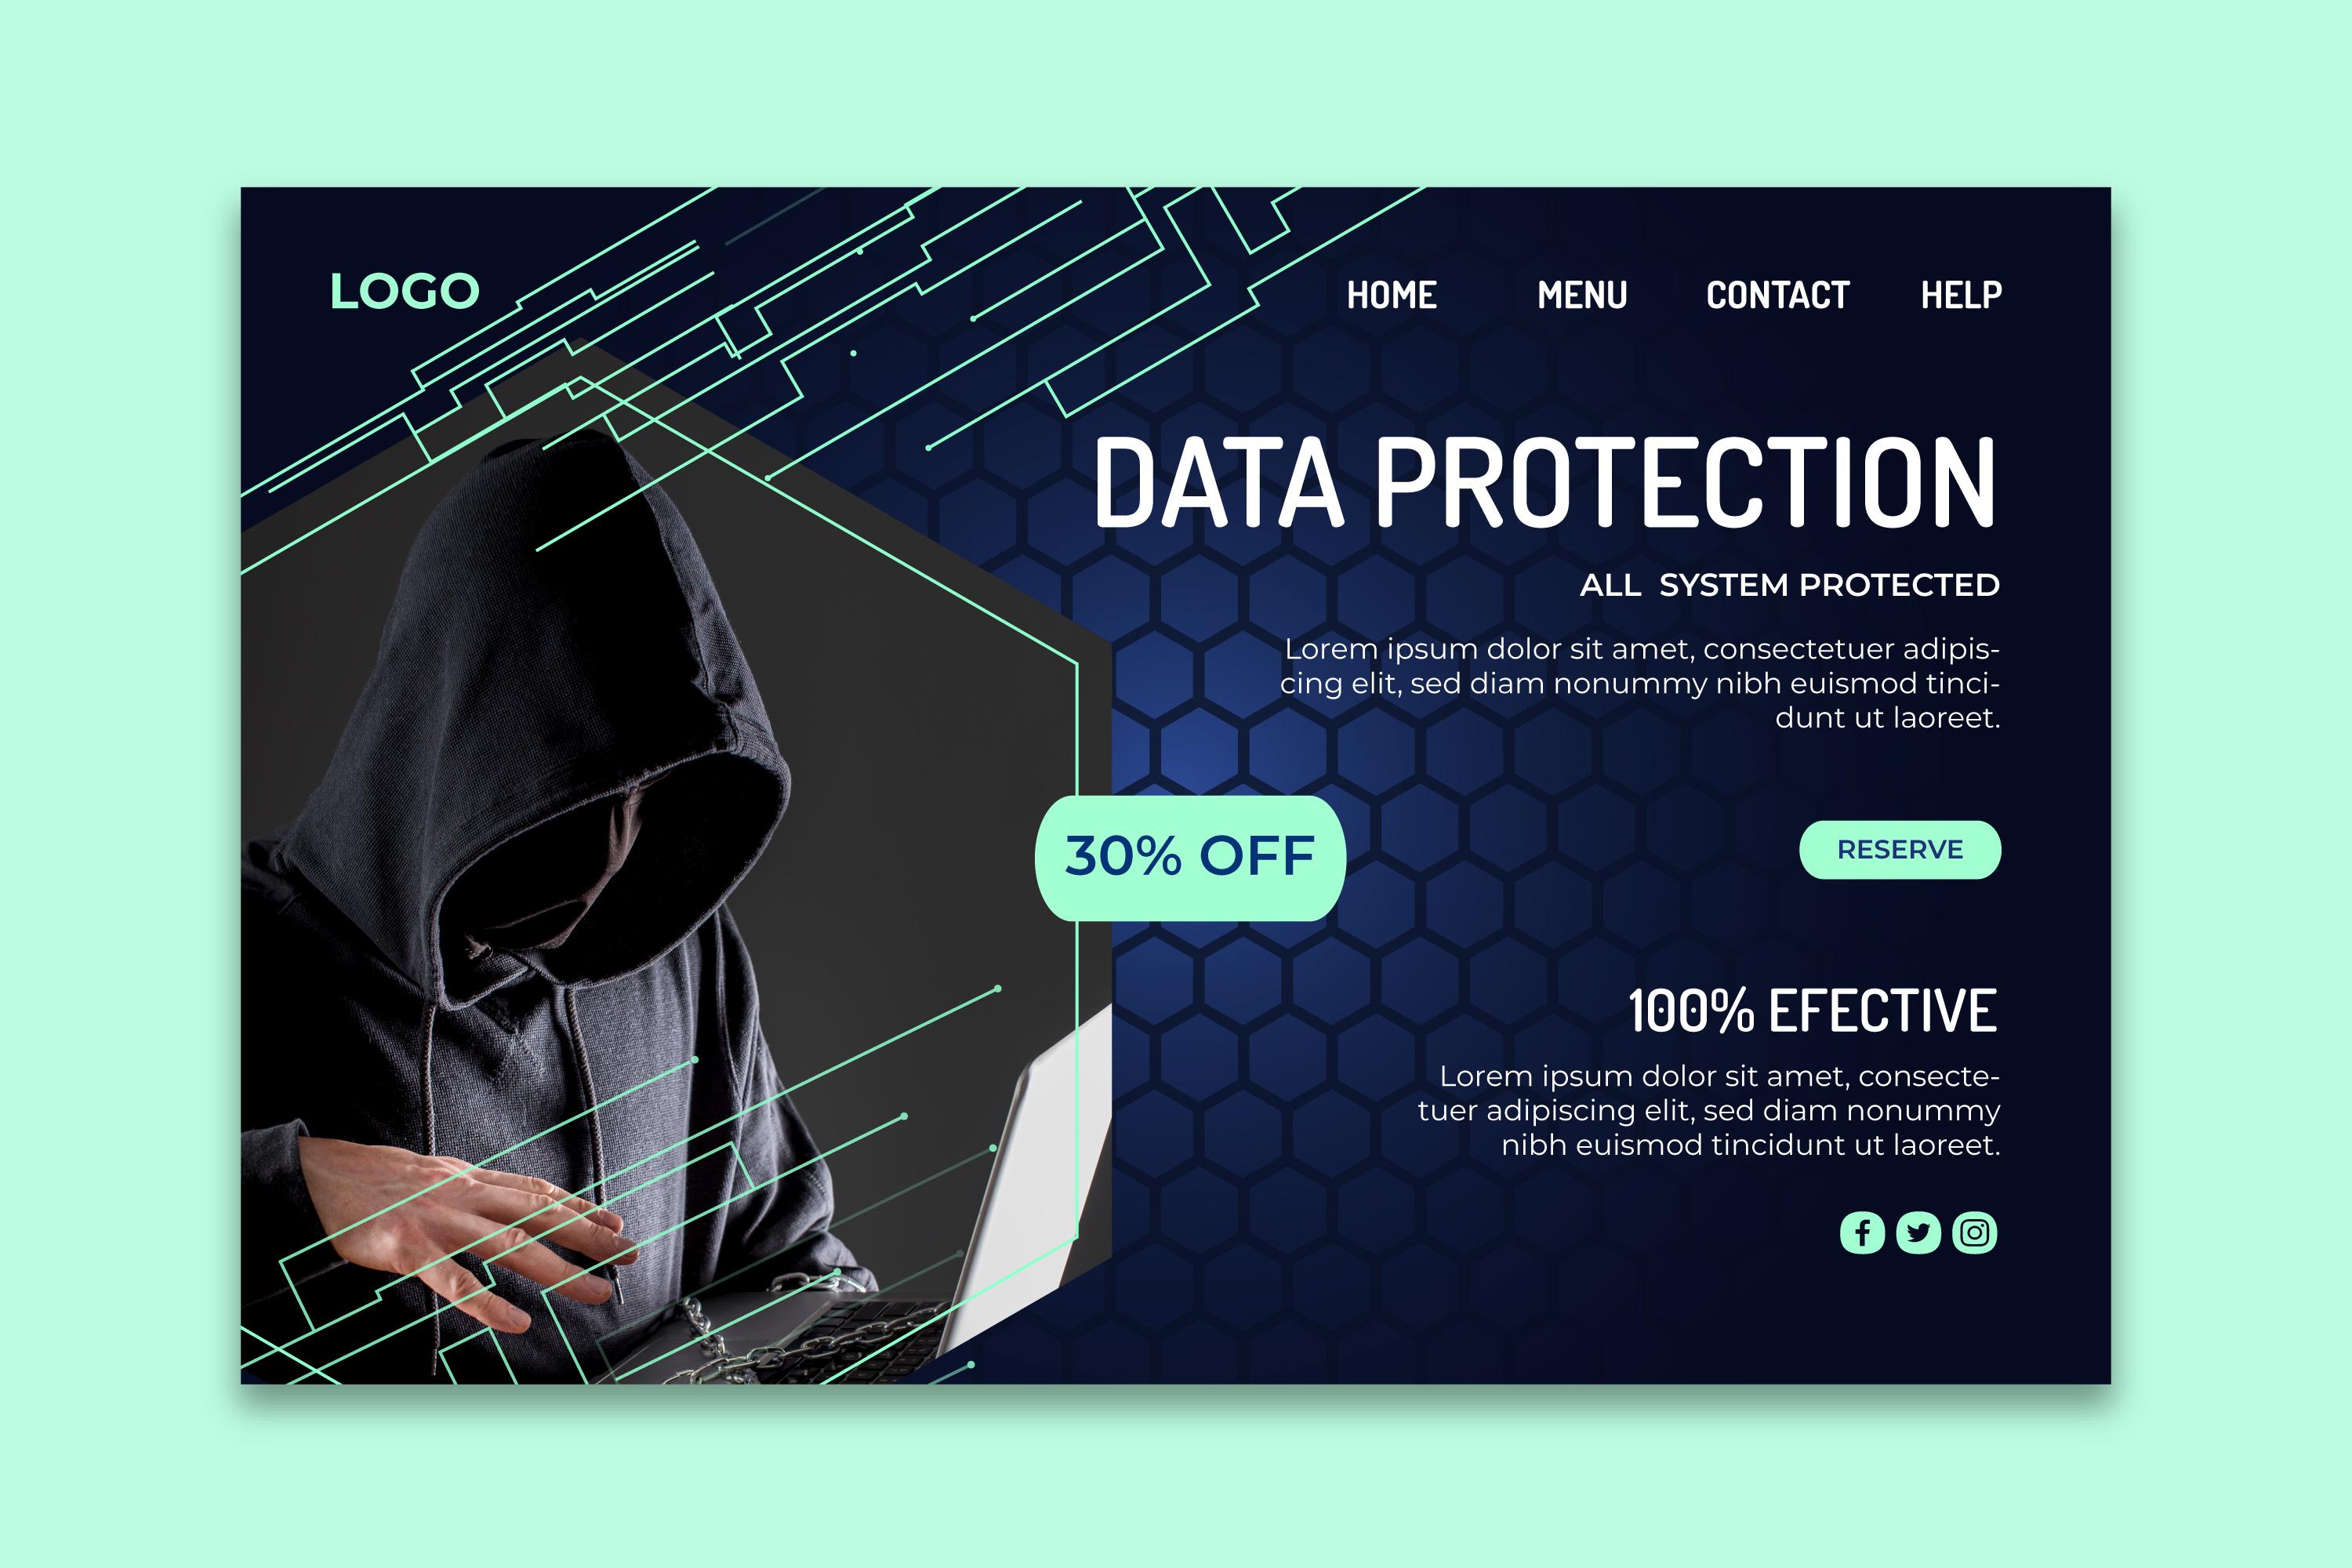 LOGO
HOME MENU CONTACT HELP
DATA PROTECTION
ALL SYSTEM PROTECTED
Lorem ipsum dolor sit amet, consectetuer adipis-
cing elit, sed diam nonummy nibh euismod tinci-
dunt ut laoreet.
30% OFF
RESERVE
100% EFECTIVE
Lorem ipsum dolor sit amet, consecte-
tuer adipiscing elit, sed diam nonummy
nibh euismod tincidunt ut laoreet.